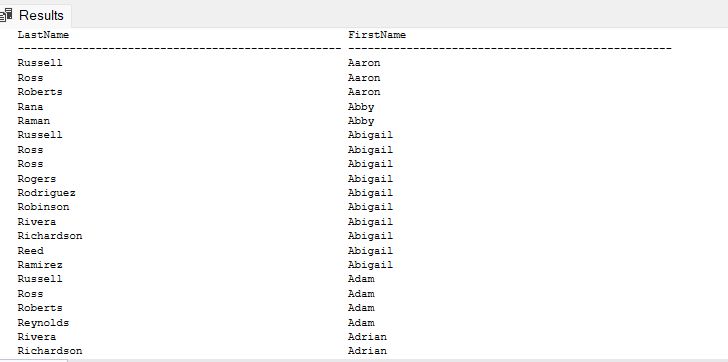 Results
LastName FirstName
-------------------------------------------------- --------------------------------------------------
Russell Aaron
Ross Aaron
Roberts Aaron
Rana Abby
Raman Abby
Russell Abigail
Ross Abigail
Ross Abigail
Rogers Abigail
Rodriguez Abigail
Robinson Abigail
Rivera Abigail
Richardson Abigail
Reed Abigail
Ramirez Abigail
Russell Adam
Ross Adam
Roberts Adam
Reynolds Adam
Rivera Adrian
Richardson Adrian